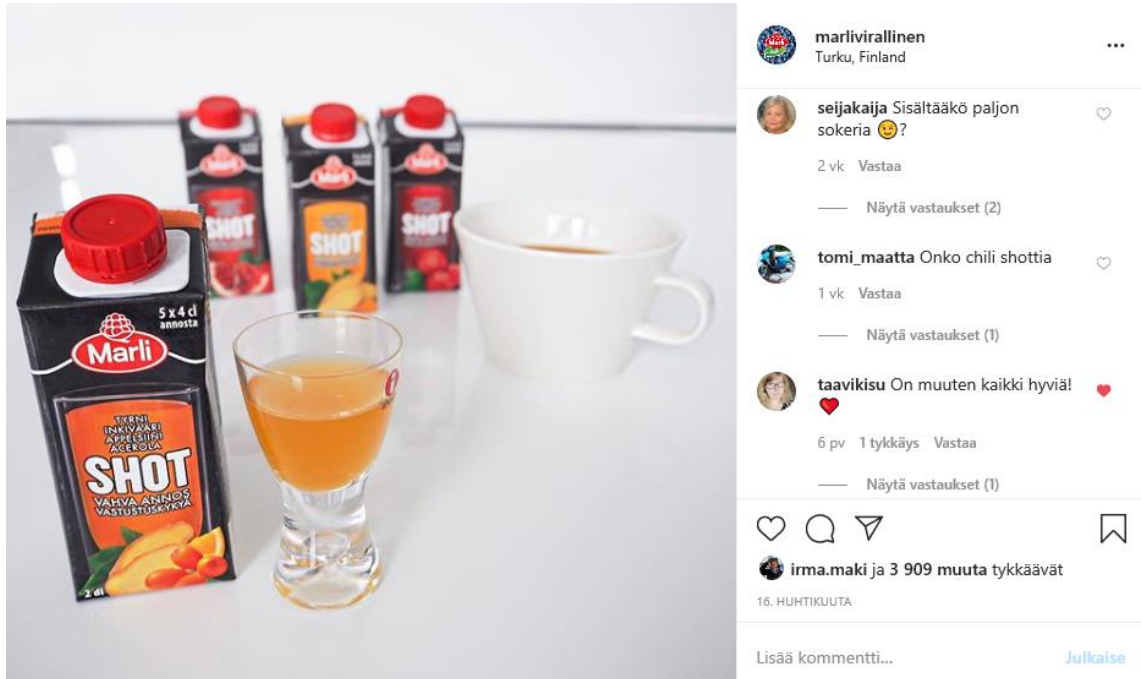 Marli
SHOT
Marli
SHOT
Marli
SHOT
5 x 4 cl
annosta
Marli
TYRNI
INKIVÄÄRI
APPELSIINI
ACEROLA
SHOT
VAHVA ANNOS
VASTUSTUSKYKYÄ
2 dl
marlivirallinen
Turku, Finland
seijakaija Sisältääkö paljon
sokeria 😉?
2 vk Vastaa
Näytä vastaukset (2)
tomi_maatta Onko chili shottia
1 vk Vastaa
Näytä vastaukset (1)
taavikisu On muuten kaikki hyviä!
❤️
6 pv 1 tykkäys Vastaa
Näytä vastaukset (1)
irma.maki ja 3 909 muuta tykkäävät
16. HUHTIKUUTA
Lisää kommentti...
Julkaise